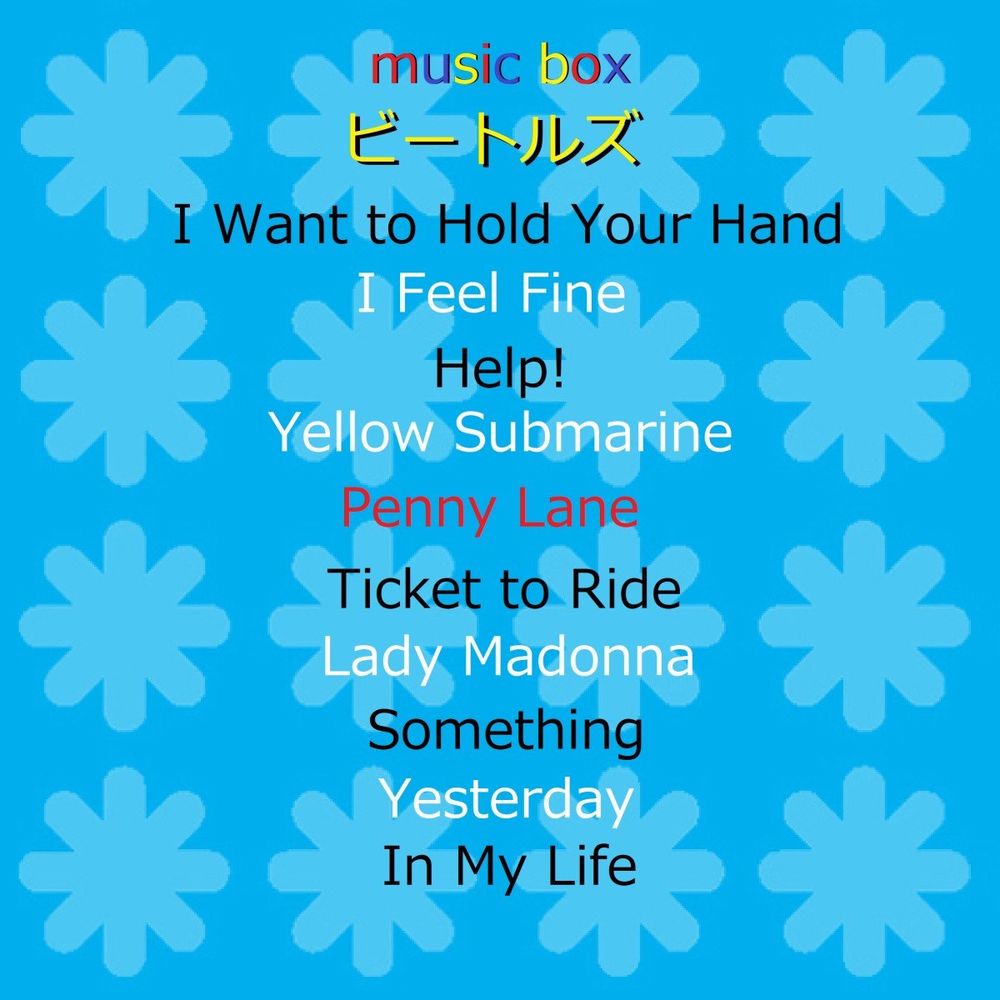 music box
ビートルズ
I Want to Hold Your Hand
I Feel Fine
Help!
Yellow Submarine
Penny Lane
Ticket to Ride
Lady Madonna
Something
Yesterday
In My Life